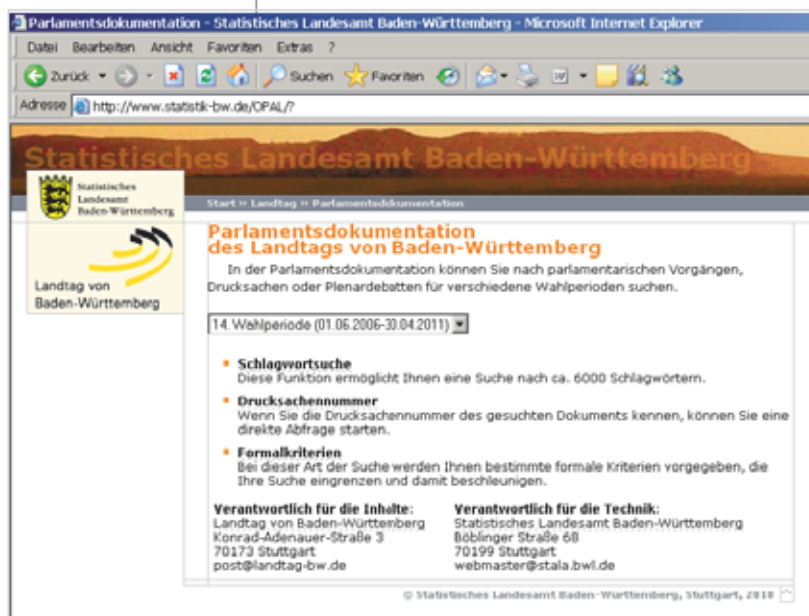 Parlamentsdokumentation - Statistisches Landesamt Baden-Württemberg - Microsoft Internet Explorer
Datei Bearbeiten Ansicht Favoriten Extras ?
Zurück Suchen Favoriten
Adresse http://www.statistik-bw.de/OPAL/?
Statistisches Landesamt Baden-Württemberg
Statistisches
Landesamt
Baden-Württemberg
Start » Landtag » Parlamentsdokumentation
Landtag von
Baden-Württemberg
Parlamentsdokumentation
des Landtags von Baden-Württemberg
In der Parlamentsdokumentation können Sie nach parlamentarischen Vorgängen,
Drucksachen oder Plenardebatten für verschiedene Wahlperioden suchen.
14. Wahlperiode (01.06.2006-30.04.2011)
Schlagwortsuche
Diese Funktion ermöglicht Ihnen eine Suche nach ca. 6000 Schlagwörtern.
Drucksachennummer
Wenn Sie die Drucksachennummer des gesuchten Dokuments kennen, können Sie eine
direkte Abfrage starten.
Formalkriterien
Bei dieser Art der Suche werden Ihnen bestimmte formale Kriterien vorgegeben, die
Ihre Suche eingrenzen und damit beschleunigen.
Verantwortlich für die Inhalte:
Landtag von Baden-Württemberg
Konrad-Adenauer-Straße 3
70173 Stuttgart
post@landtag-bw.de
Verantwortlich für die Technik:
Statistisches Landesamt Baden-Württemberg
Böblinger Straße 68
70199 Stuttgart
webmaster@stala.bwl.de
© Statistisches Landesamt Baden-Württemberg, Stuttgart, 2010